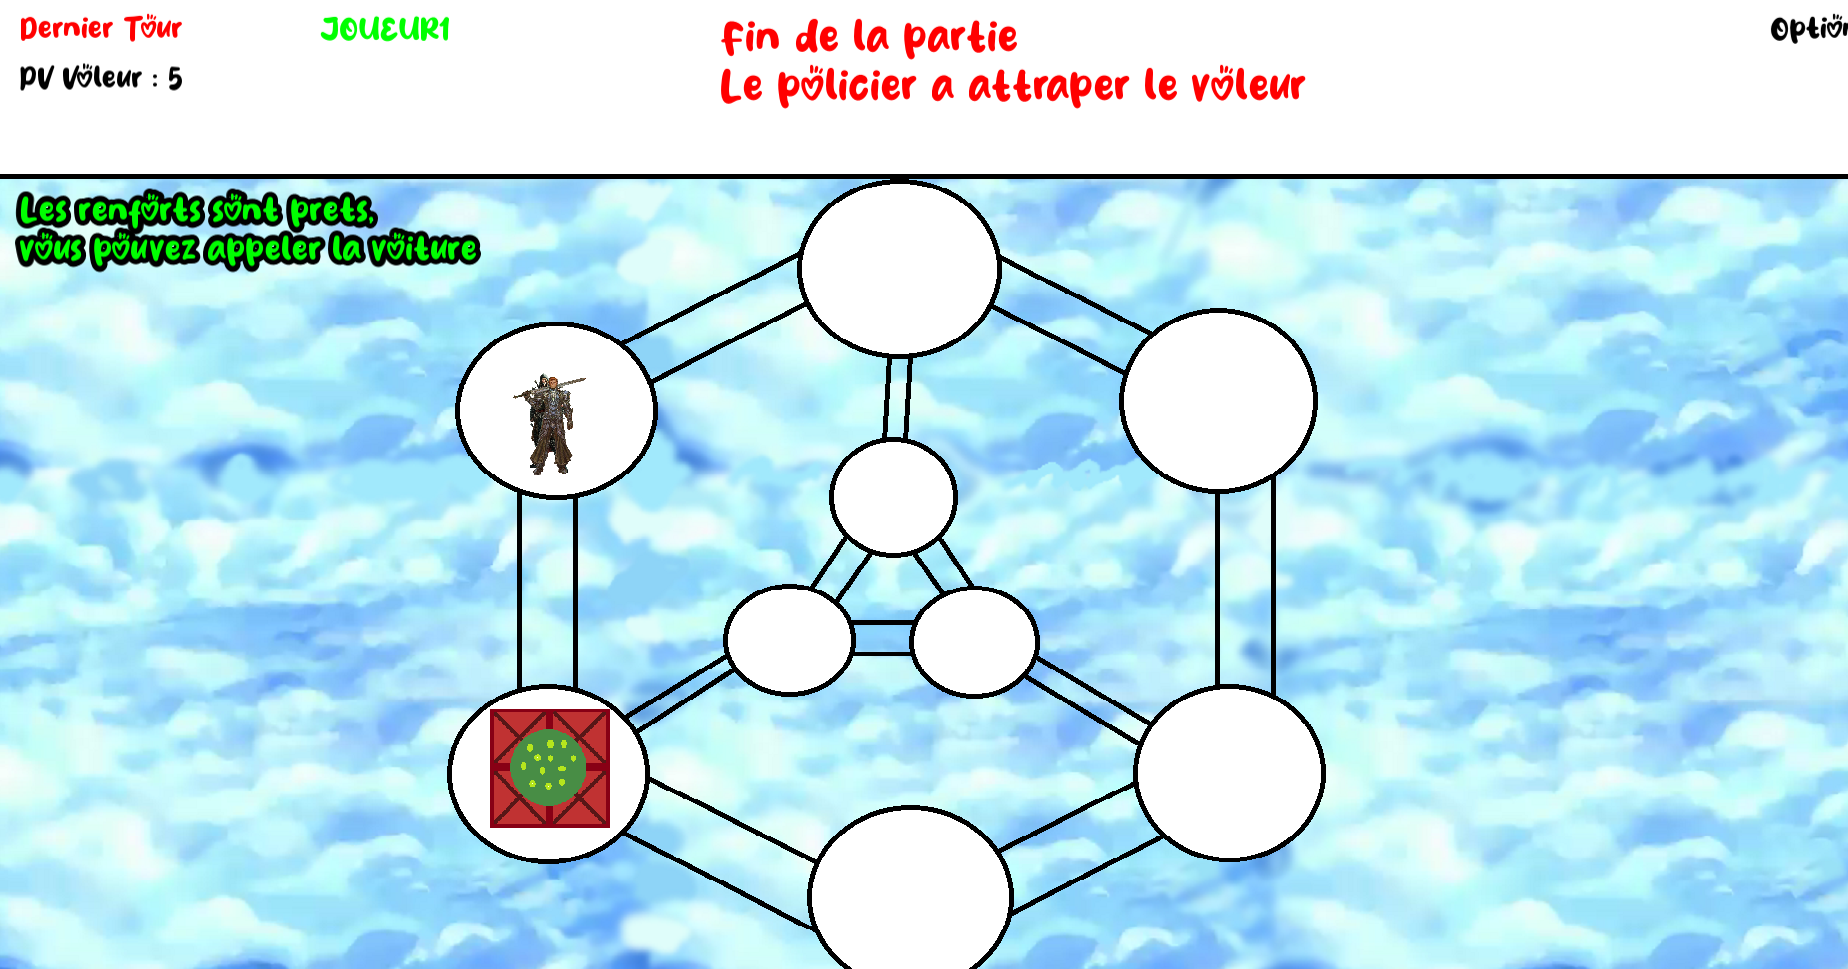 Dernier Tour
JOUEUR1
Fin de la partie
PV Voleur : 5
Le policier a attraper le voleur
Les renforts sont prets,
vous pouvez appeler la voiture